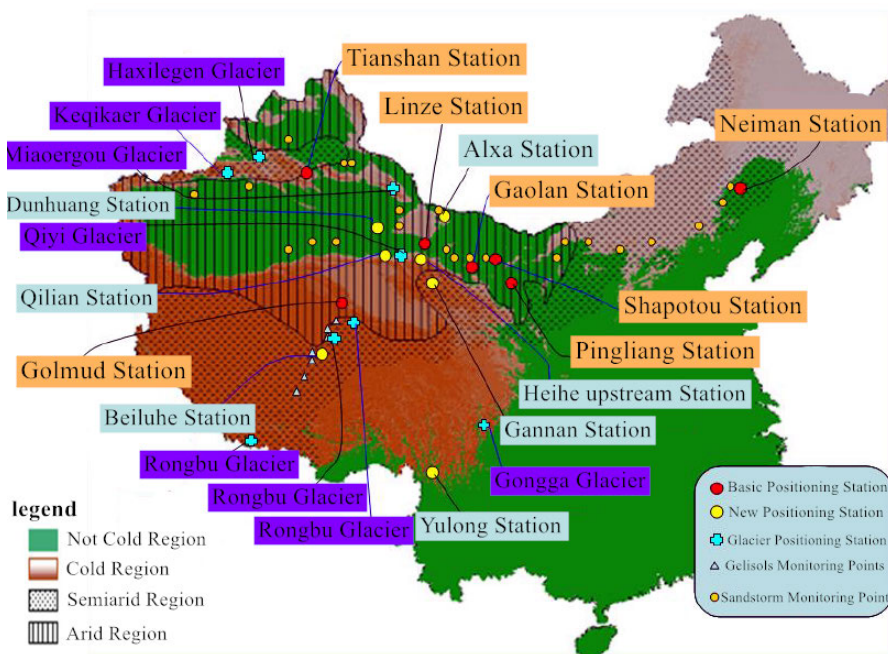 Haxilegen Glacier
Tianshan Station
Keqikaer Glacier
Linze Station
Neiman Station
Miaoergou Glacier
Alxa Station
Gaolan Station
Dunhuang Station
Qiyi Glacier
Qilian Station
Shapotou Station
Pingliang Station
Golmud Station
Heihe upstream Station
Beiluhe Station
Gannan Station
Rongbu Glacier
Gongga Glacier
Rongbu Glacier
Rongbu Glacier
Yulong Station
legend
Not Cold Region
Cold Region
Semiarid Region
Arid Region
Basic Positioning Station
New Positioning Station
Glacier Positioning Station
Gelisols Monitoring Points
Sandstorm Monitoring Point